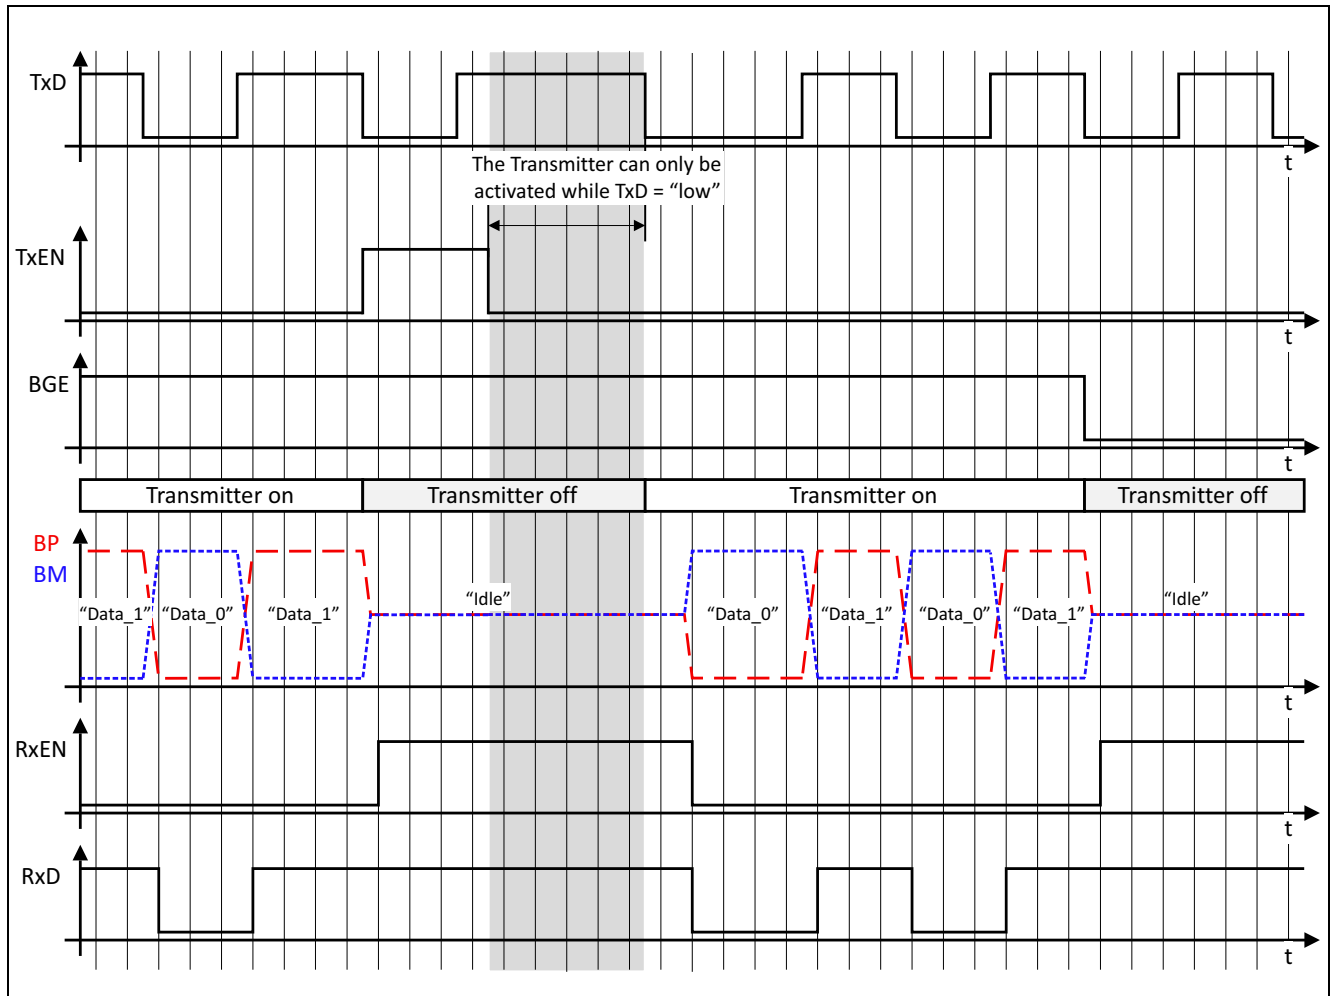 TxD
t
The Transmitter can only be
activated while TxD = “low”
TxEN
t
BGE
t
Transmitter on
Transmitter off
Transmitter on
Transmitter off
BP
BM
“Data_1”
“Data_0”
“Data_1”
“Idle”
“Data_0”
“Data_1”
“Data_0”
“Data_1”
“Idle”
t
RxEN
t
RxD
t